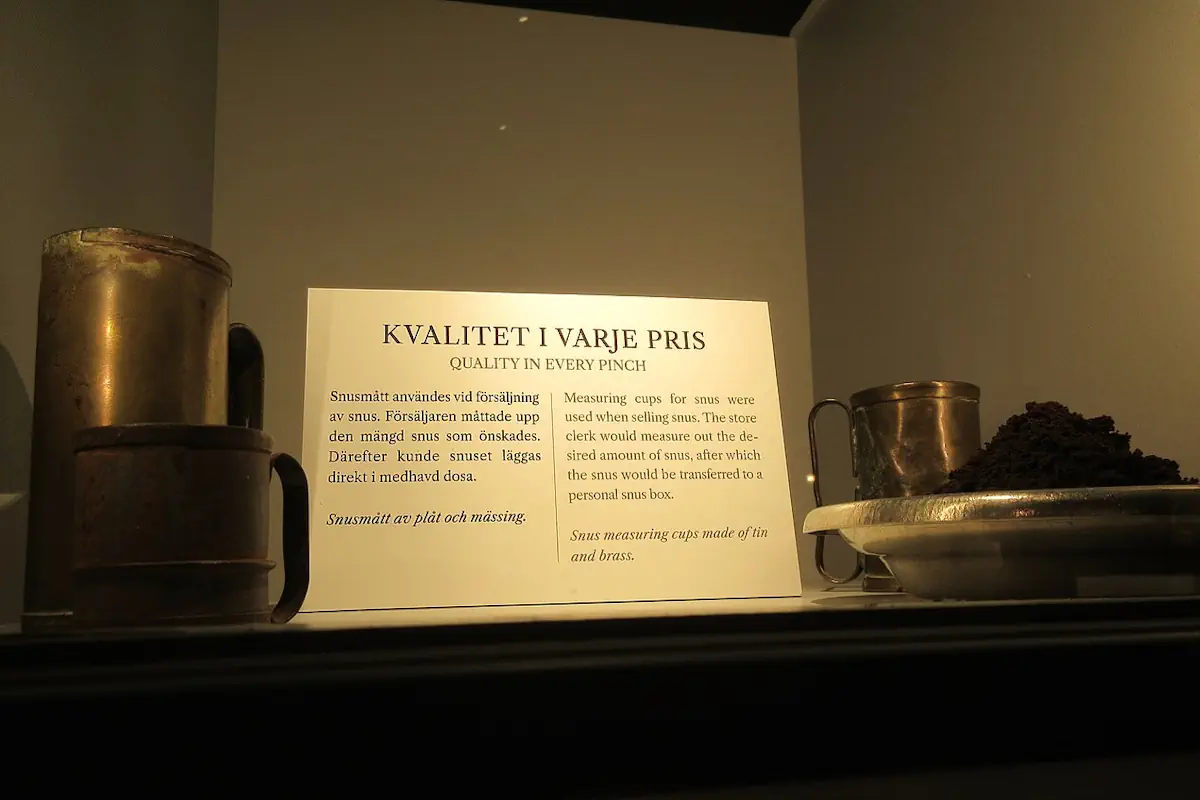 KVALITET I VARJE PRIS
QUALITY IN EVERY PINCH
Snusmått användes vid försäljning
av snus. Försäljaren måttade upp
den mängd snus som önskades.
Därefter kunde snuset läggas
direkt i medhavd dosa.
Snusmått av plåt och mässing.
Measuring cups for snus were
used when selling snus. The store
clerk would measure out the de-
sired amount of snus, after which
the snus would be transferred to a
personal snus box.
Snus measuring cups made of tin
and brass.